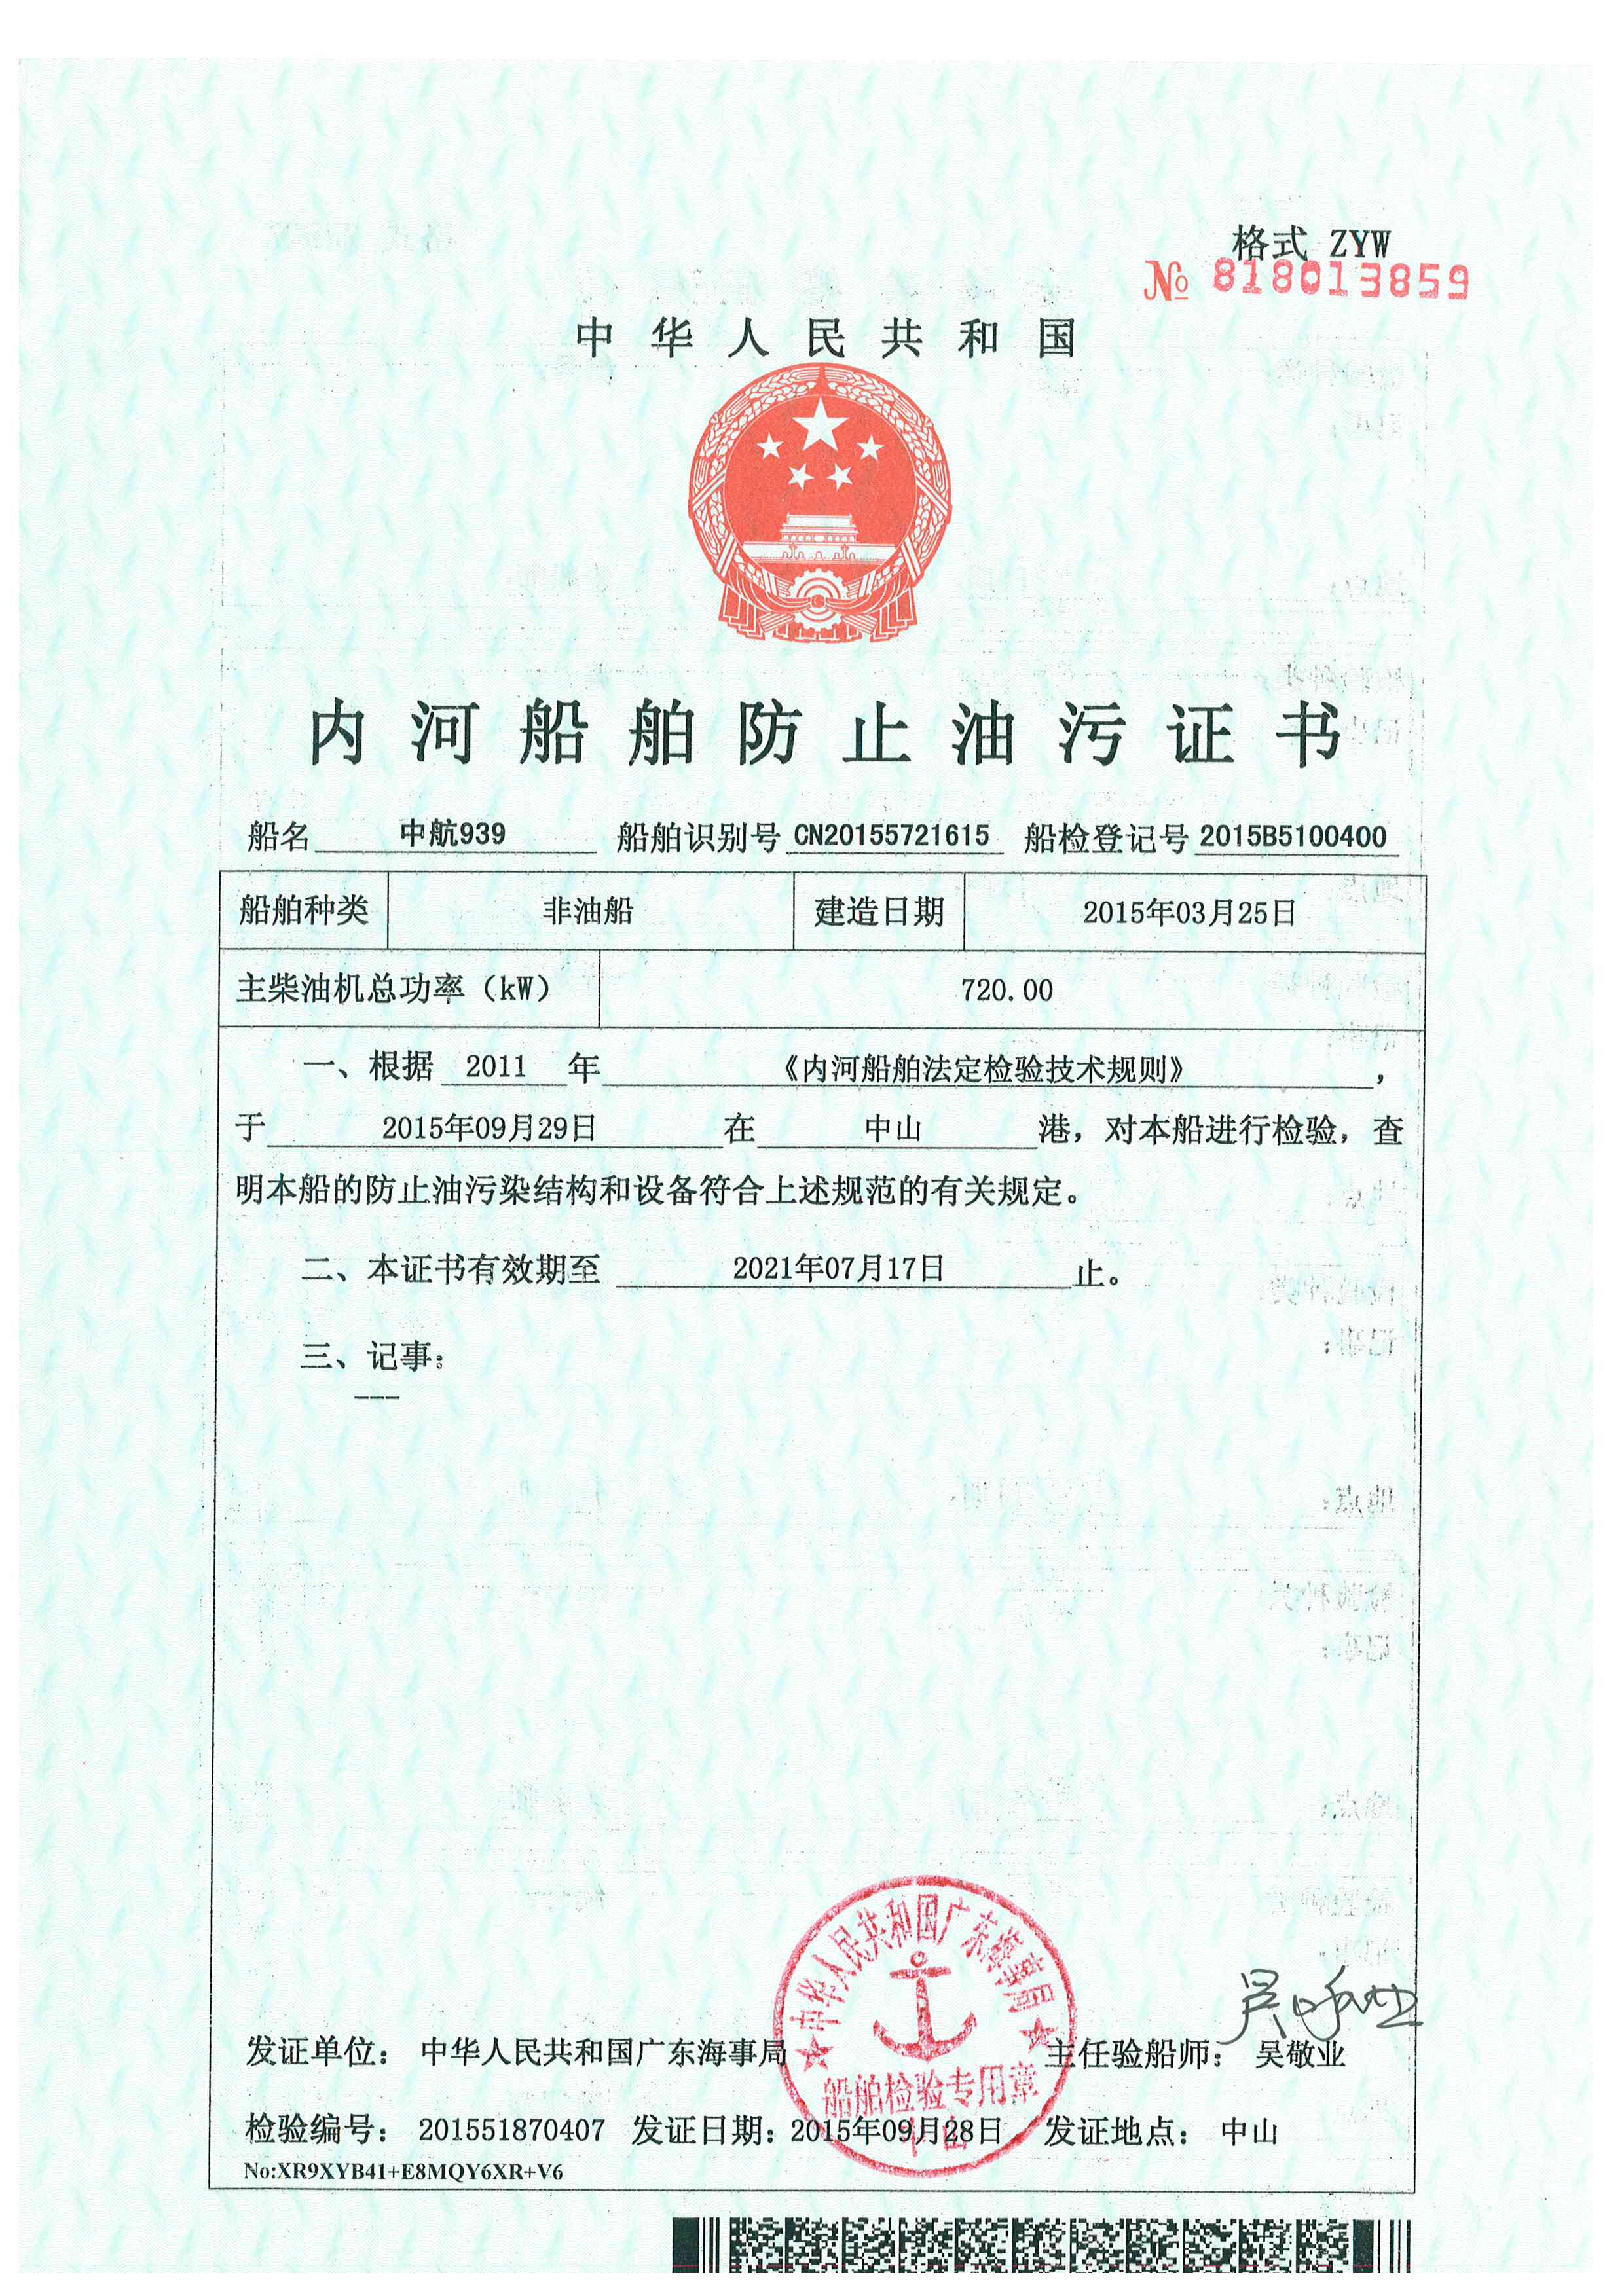 格式 ZYW
№ 818013859
中华人民共和国
内河船舶防止油污证书
船名 中航939 船舶识别号 CN20155721615 船检登记号 2015B5100400
船舶种类 非油船 建造日期 2015年03月25日
主柴油机总功率（kW） 720.00
一、根据 2011 年 《内河船舶法定检验技术规则》，
于 2015年09月29日 在 中山 港，对本船进行检验，查
明本船的防止油污染结构和设备符合上述规范的有关规定。
二、本证书有效期至 2021年07月17日 止。
三、记事：
---
中华人民共和国广东海事局
船舶检验专用章
中山
吴敬业
发证单位： 中华人民共和国广东海事局 主任验船师： 吴敬业
检验编号： 201551870407 发证日期：2015年09月28日 发证地点： 中山
No:XR9XYB41+E8MQY6XR+V6